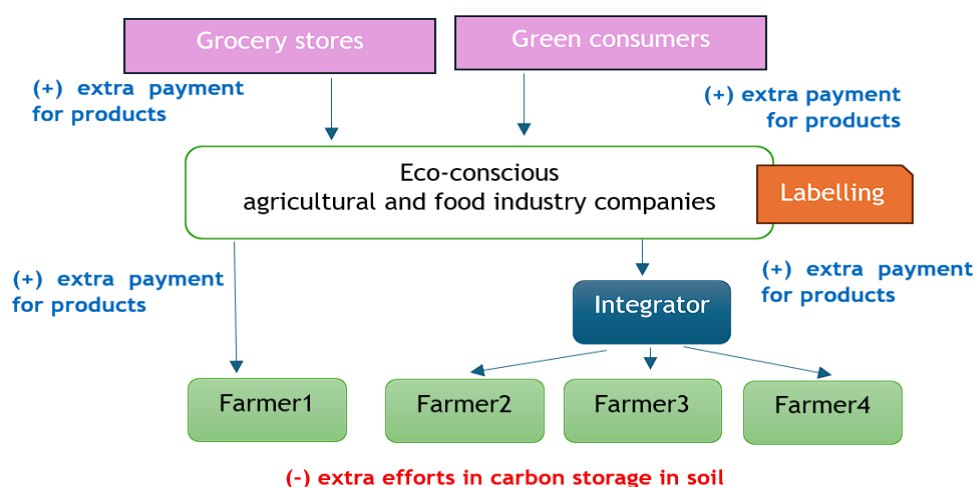 Grocery stores
Green consumers
(+) extra payment
for products
(+) extra payment
for products
Eco-conscious
agricultural and food industry companies
Labelling
(+) extra payment
for products
(+) extra payment
for products
Integrator
Farmer1
Farmer2
Farmer3
Farmer4
(-) extra efforts in carbon storage in soil